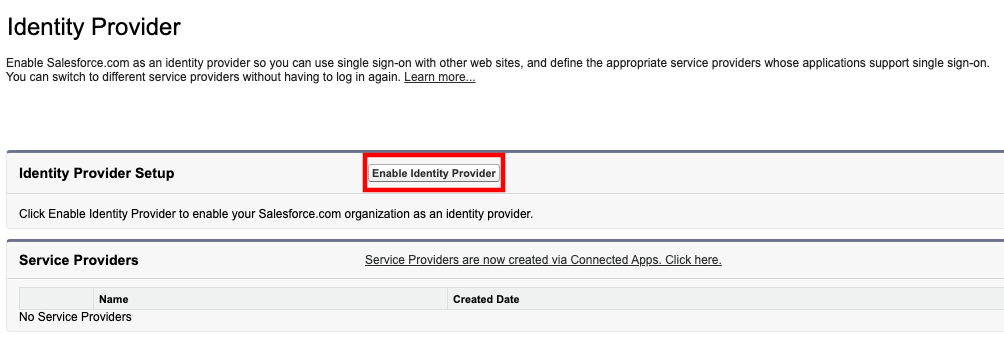 Identity Provider
Enable Salesforce.com as an identity provider so you can use single sign-on with other web sites, and define the appropriate service providers whose applications support single sign-on.
You can switch to different service providers without having to log in again. Learn more...
Identity Provider Setup Enable Identity Provider
Click Enable Identity Provider to enable your Salesforce.com organization as an identity provider.
Service Providers Service Providers are now created via Connected Apps. Click here.
Name Created Date
No Service Providers